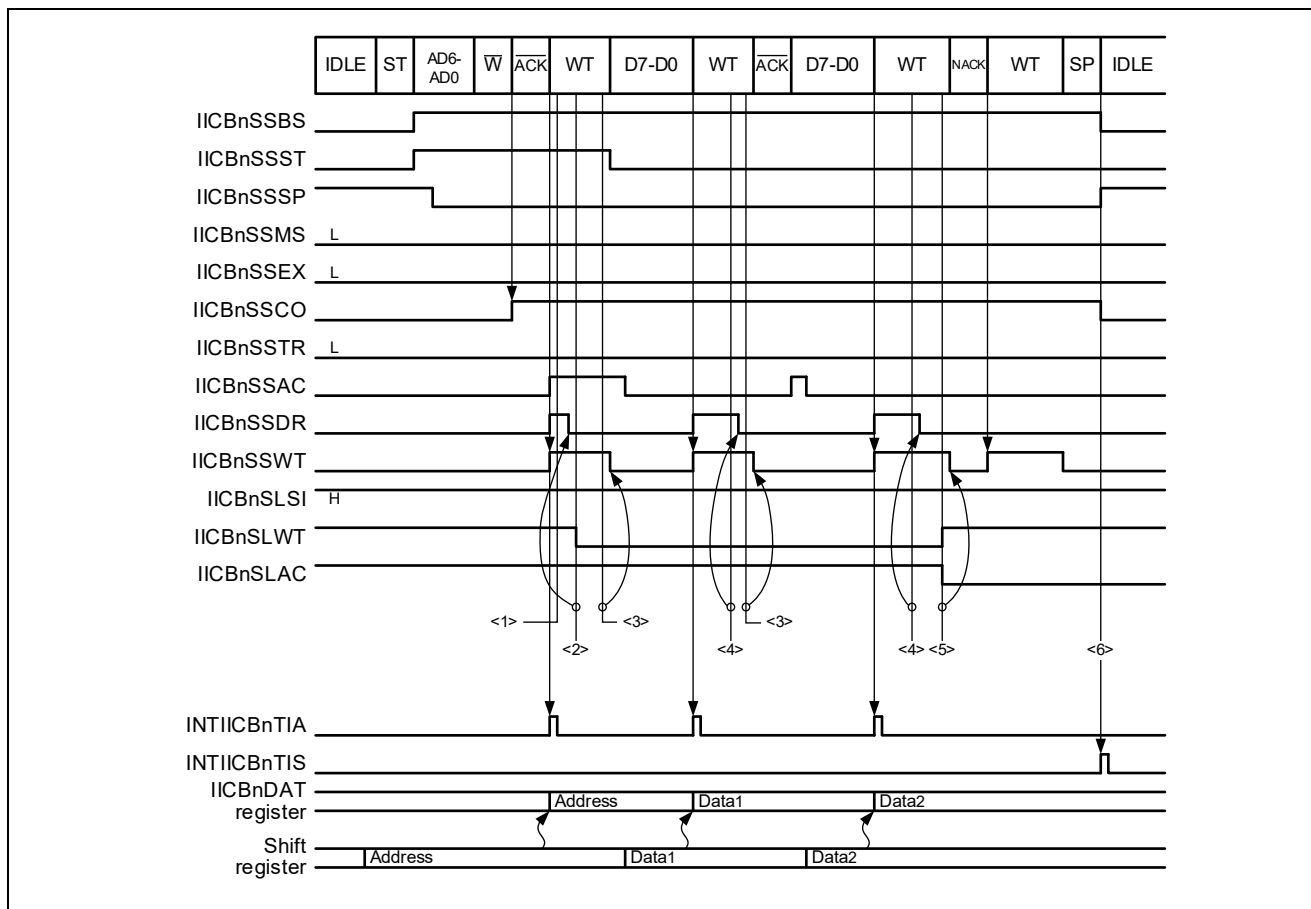 IDLE ST AD6-AD0 W ACK WT D7-D0 WT ACK D7-D0 WT NACK WT SP IDLE
IICBnSSBS
IICBnSSST
IICBnSSSP
IICBnSSMS L
IICBnSSEX L
IICBnSSCO
IICBnSSTR L
IICBnSSAC
IICBnSSDR
IICBnSSWT
IICBnSLSI H
IICBnSLWT
IICBnSLAC
<1> <3> <3>
<2> <4> <4> <5> <6>
INTIICBnTIA
INTIICBnTIS
IICBnDAT
register Address Data1 Data2
Shift
register Address Data1 Data2